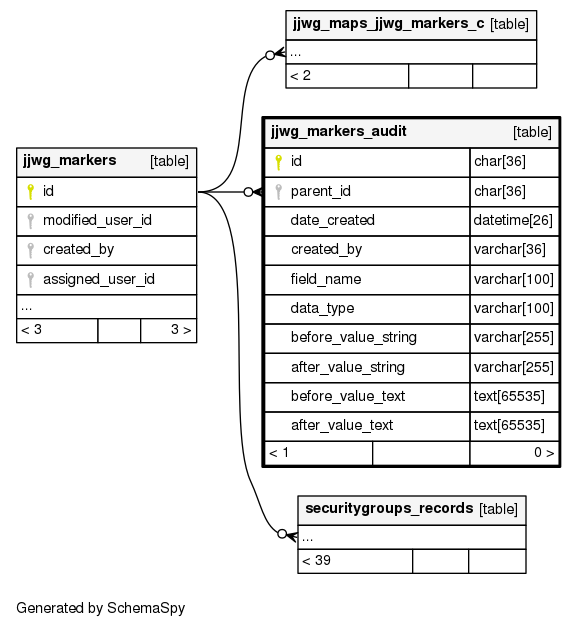 jjwg_maps_jjwg_markers_c [table]
...
< 2
jjwg_markers [table]
id
modified_user_id
created_by
assigned_user_id
...
< 3 3 >
jjwg_markers_audit [table]
id char[36]
parent_id char[36]
date_created datetime[26]
created_by varchar[36]
field_name varchar[100]
data_type varchar[100]
before_value_string varchar[255]
after_value_string varchar[255]
before_value_text text[65535]
after_value_text text[65535]
< 1 0 >
securitygroups_records [table]
...
< 39
Generated by SchemaSpy